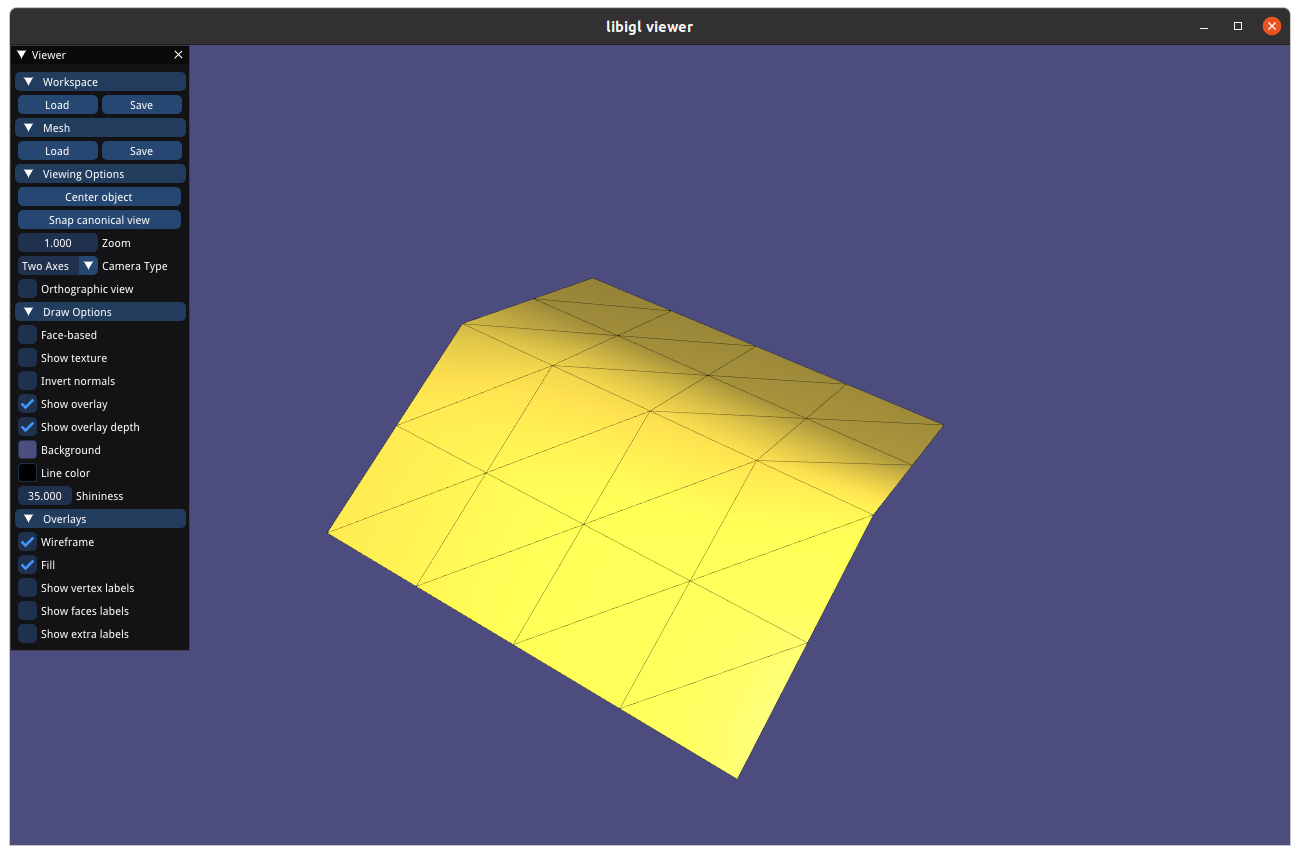 libigl viewer
Viewer
Workspace
Load Save
Mesh
Load Save
Viewing Options
Center object
Snap canonical view
1.000 Zoom
Two Axes Camera Type
Orthographic view
Draw Options
Face-based
Show texture
Invert normals
Show overlay
Show overlay depth
Background
Line color
35.000 Shininess
Overlays
Wireframe
Fill
Show vertex labels
Show faces labels
Show extra labels